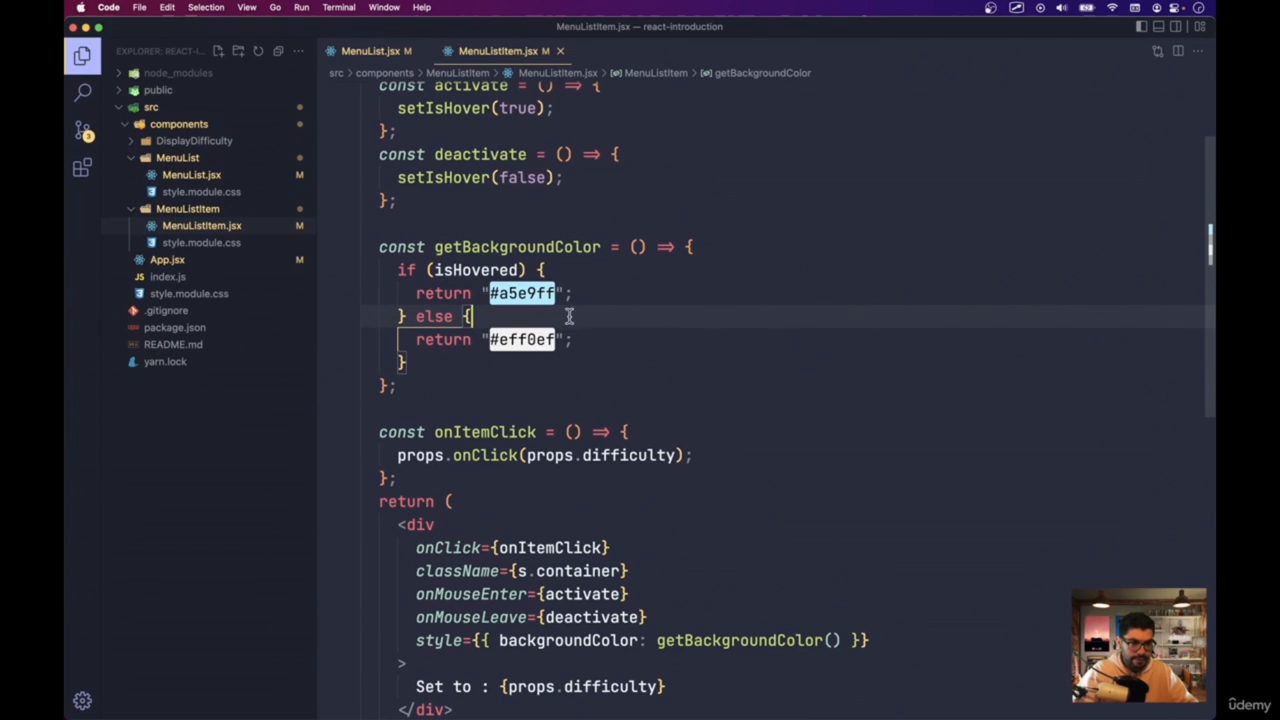 Code File Edit Selection View Go Run Terminal Window Help
MenuListItem.jsx — react-introduction
EXPLORER: REACT-I…
MenuList.jsx M
MenuListItem.jsx M
src > components > MenuListItem > MenuListItem.jsx > MenuListItem > getBackgroundColor
node_modules
public
src
components
DisplayDifficulty
MenuList
MenuList.jsx M
style.module.css
MenuListItem
MenuListItem.jsx M
style.module.css
App.jsx M
index.js
style.module.css
.gitignore
package.json
README.md
yarn.lock
3
const activate = () => {
setIsHover(true);
};
const deactivate = () => {
setIsHover(false);
};
const getBackgroundColor = () => {
if (isHovered) {
return "#a5e9ff";
} else {
return "#eff0ef";
}
};
const onItemClick = () => {
props.onClick(props.difficulty);
};
return (
<div
onClick={onItemClick}
className={s.container}
onMouseEnter={activate}
onMouseLeave={deactivate}
style={{ backgroundColor: getBackgroundColor() }}
>
Set to : {props.difficulty}
</div>
udemy